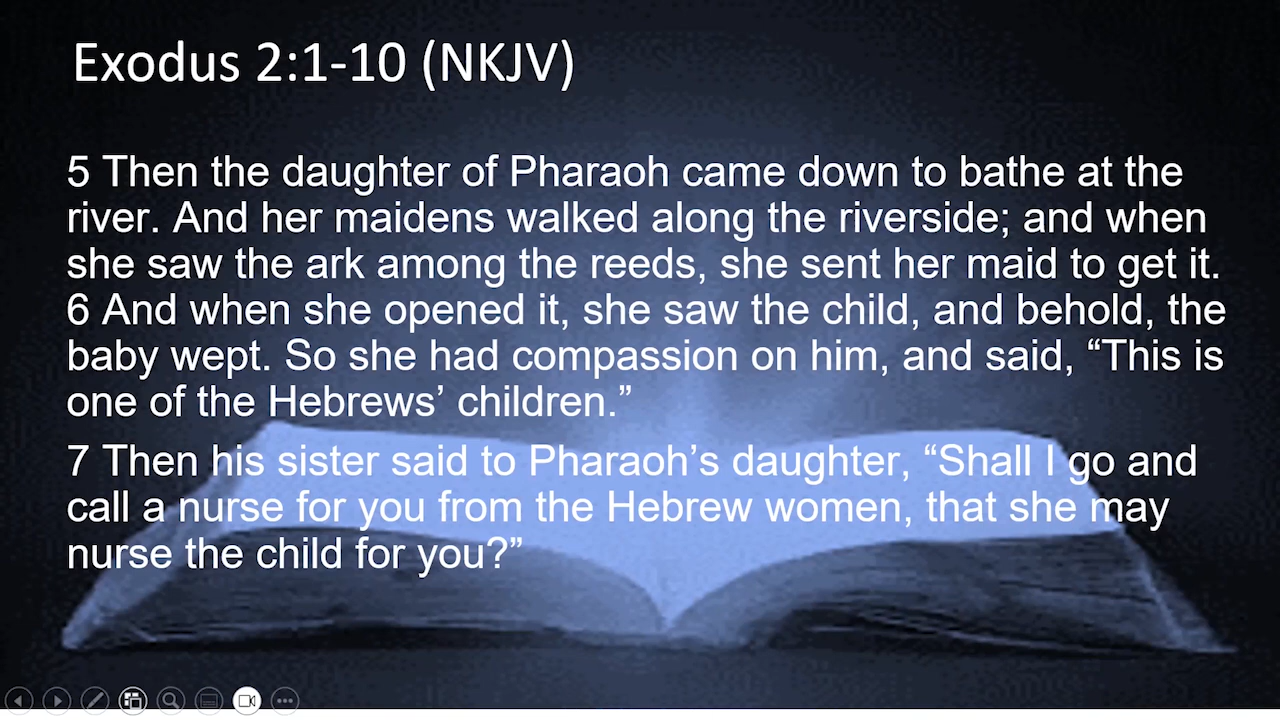 Exodus 2:1-10 (NKJV)
5 Then the daughter of Pharaoh came down to bathe at the
river. And her maidens walked along the riverside; and when
she saw the ark among the reeds, she sent her maid to get it.
6 And when she opened it, she saw the child, and behold, the
baby wept. So she had compassion on him, and said, “This is
one of the Hebrews’ children.”
7 Then his sister said to Pharaoh’s daughter, “Shall I go and
call a nurse for you from the Hebrew women, that she may
nurse the child for you?”